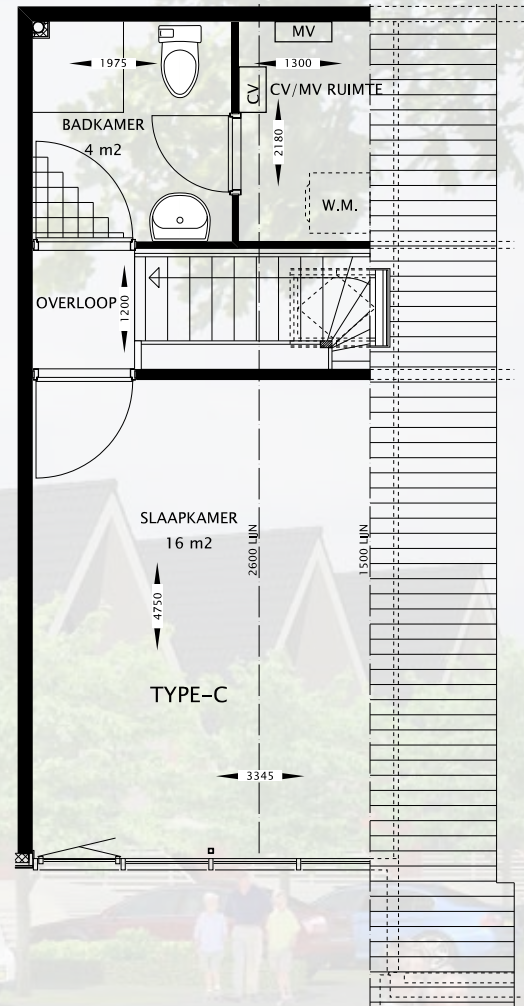 MV
1975
1300
CV
CV/MV RUIMTE
BADKAMER
4 m2
2180
W.M.
OVERLOOP
1200
SLAAPKAMER
16 m2
2600 LIJN
1500 LIJN
4750
TYPE-C
3345